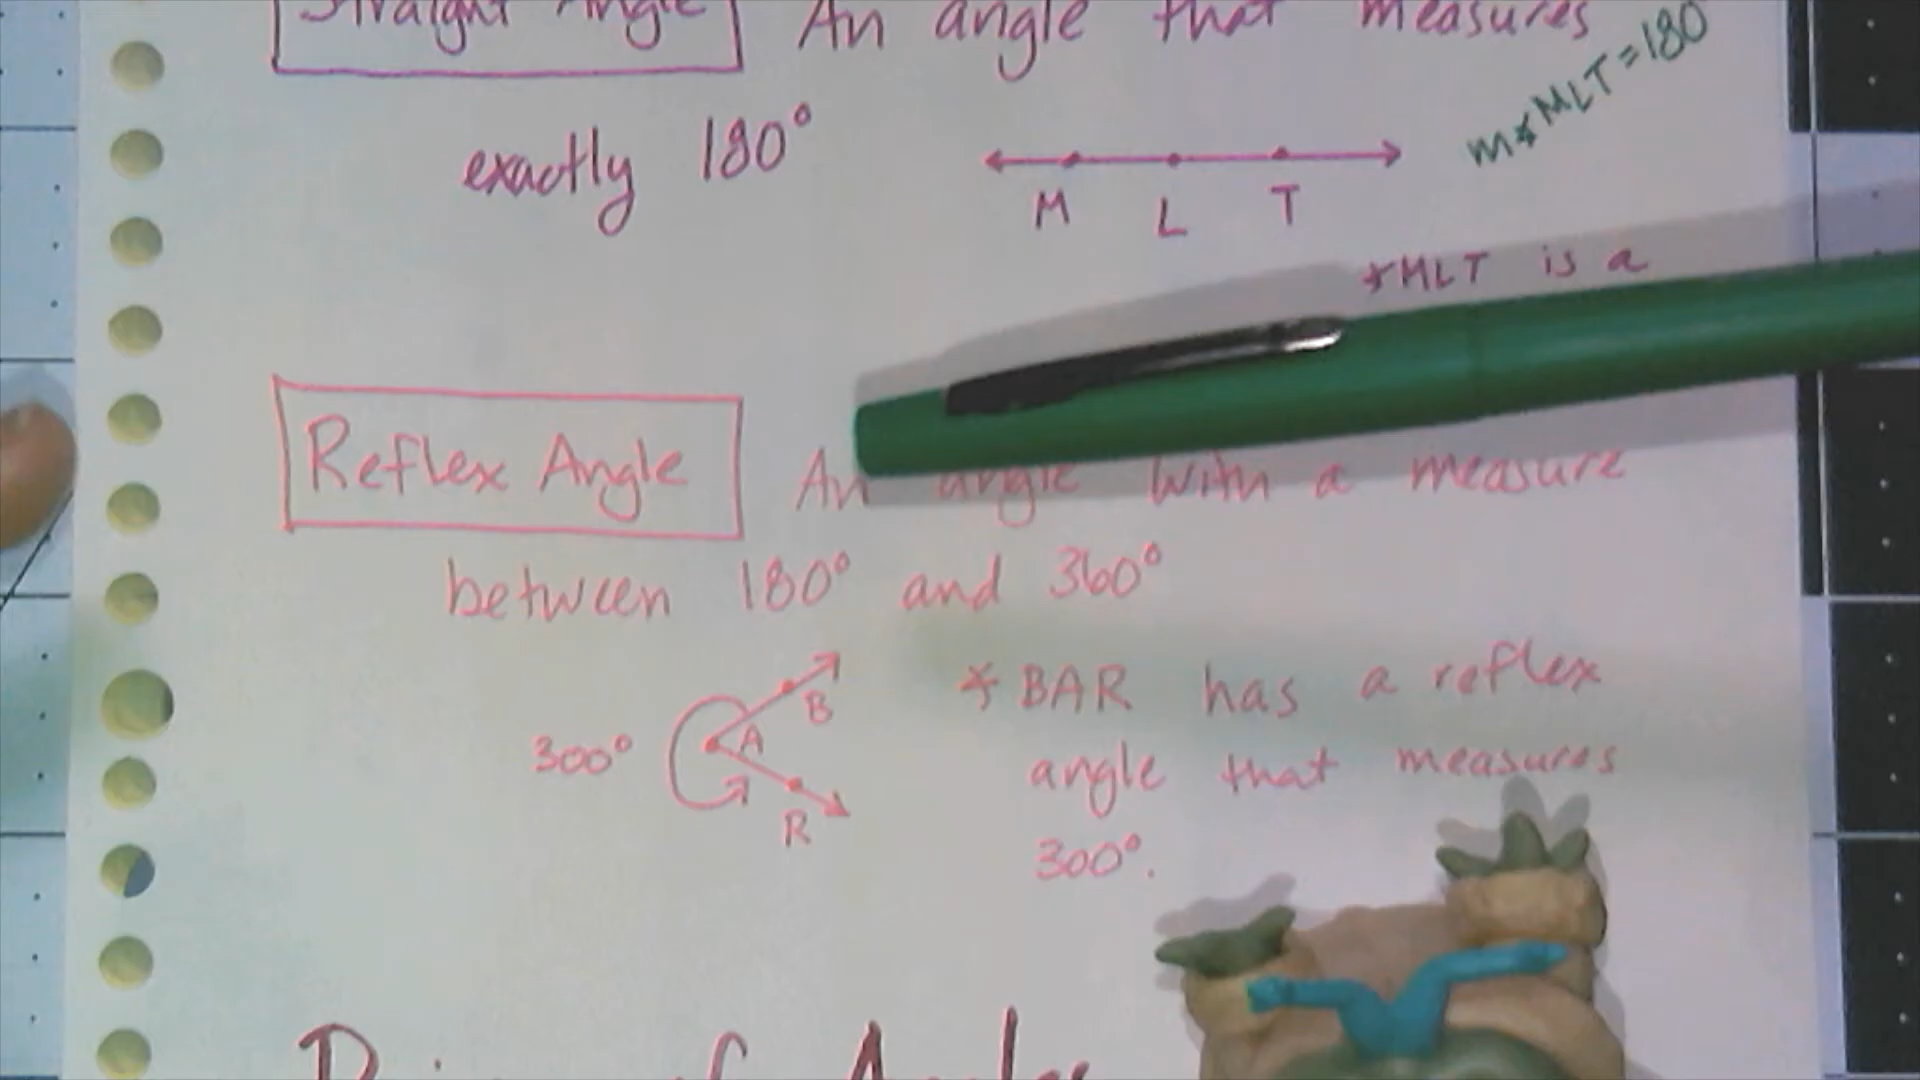 Straight Angle An angle that measures
exactly 180°
m∡MLT=180
M L T
∡MLT is a
Reflex Angle An angle with a measure
between 180° and 360°
300° A B R
∡BAR has a reflex
angle that measures
300°.
of